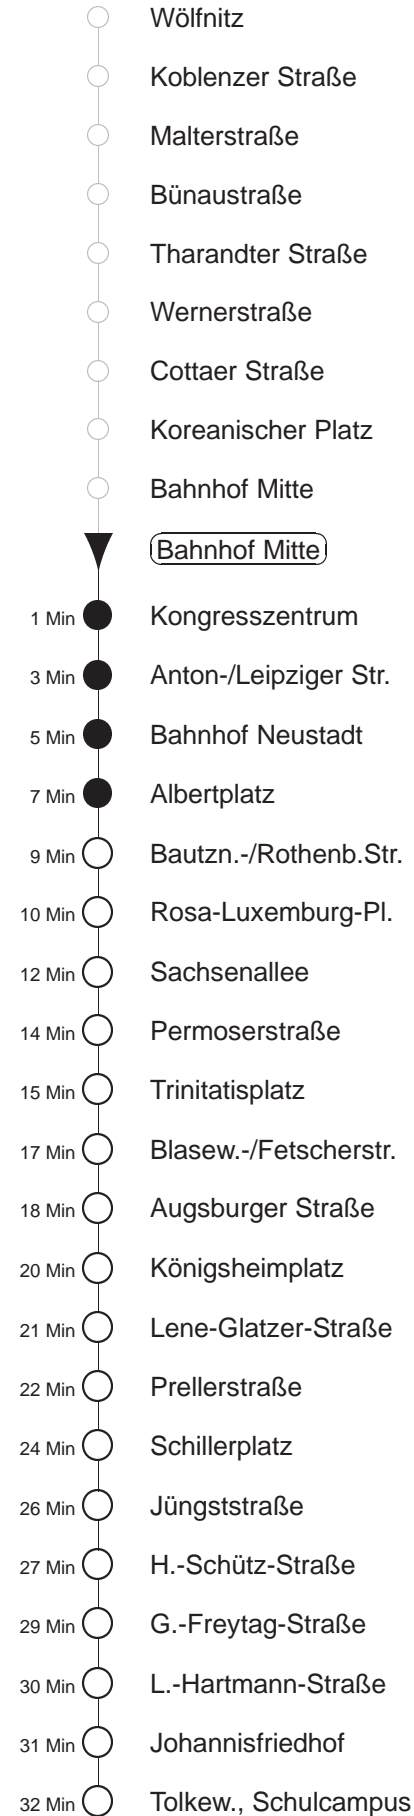 Wölfnitz
Koblenzer Straße
Malterstraße
Bünaustraße
Tharandter Straße
Wernerstraße
Cottaer Straße
Koreanischer Platz
Bahnhof Mitte
Bahnhof Mitte
1 Min Kongresszentrum
3 Min Anton-/Leipziger Str.
5 Min Bahnhof Neustadt
7 Min Albertplatz
9 Min Bautzn.-/Rothenb.Str.
10 Min Rosa-Luxemburg-Pl.
12 Min Sachsenallee
14 Min Permoserstraße
15 Min Trinitatisplatz
17 Min Blasew.-/Fetscherstr.
18 Min Augsburger Straße
20 Min Königsheimplatz
21 Min Lene-Glatzer-Straße
22 Min Prellerstraße
24 Min Schillerplatz
26 Min Jüngststraße
27 Min H.-Schütz-Straße
29 Min G.-Freytag-Straße
30 Min L.-Hartmann-Straße
31 Min Johannisfriedhof
32 Min Tolkew., Schulcampus